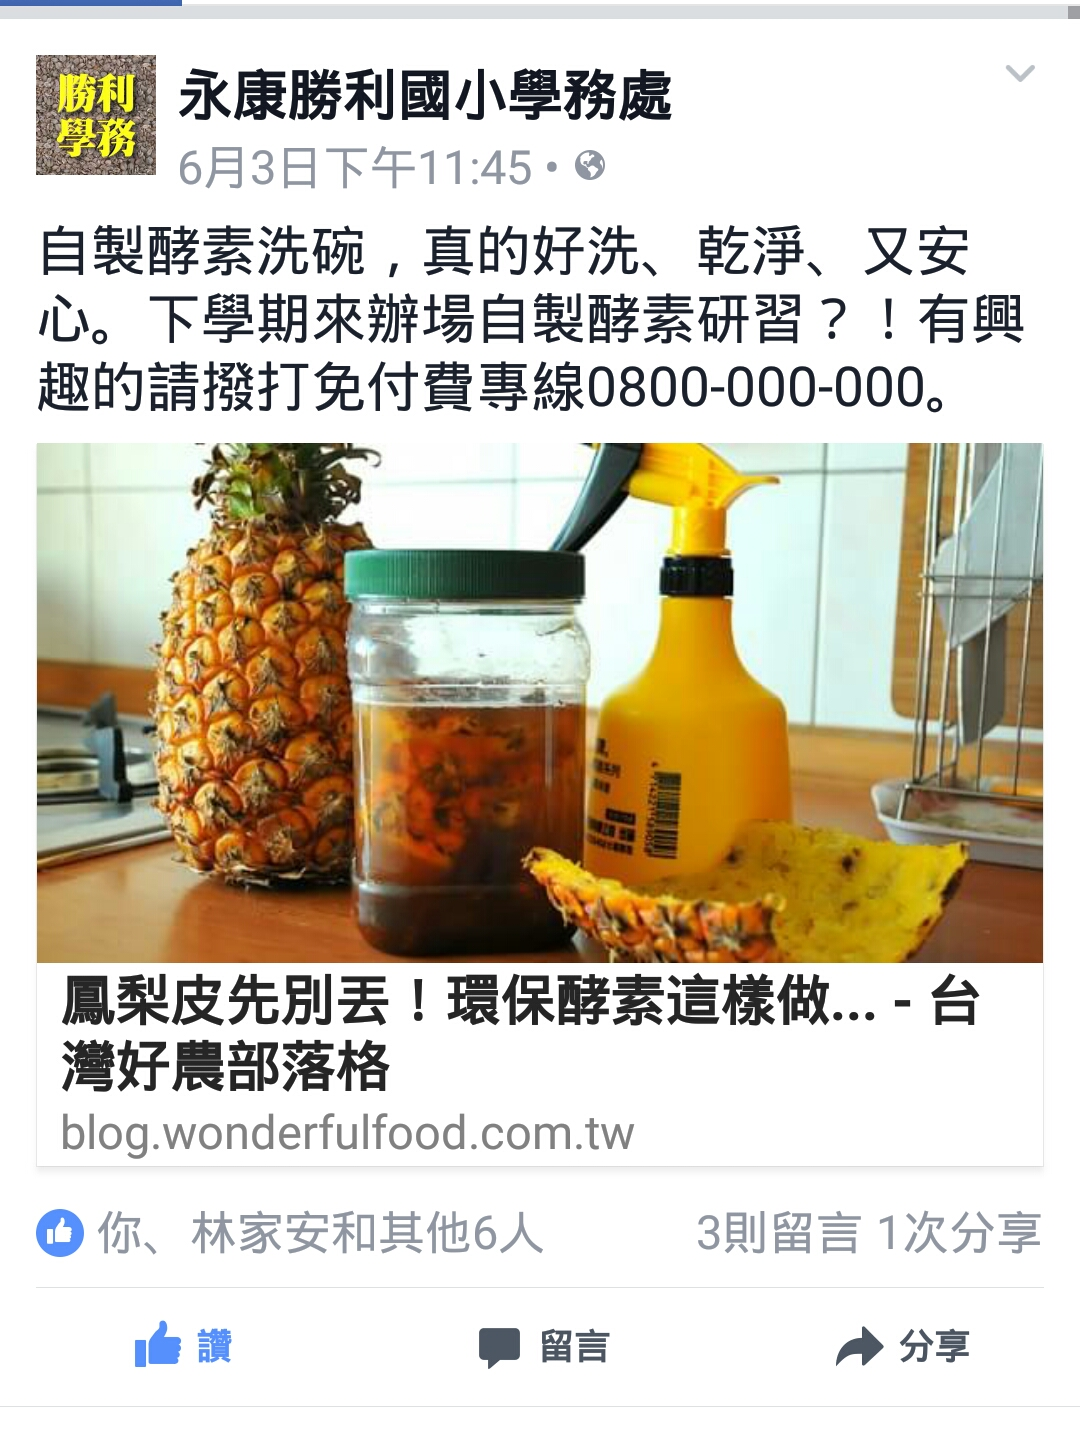 勝利
學務
永康勝利國小學務處
6月3日下午11:45 •
自製酵素洗碗，真的好洗、乾淨、又安
心。下學期來辦場自製酵素研習？！有興
趣的請撥打免付費專線0800-000-000。
鳳梨皮先別丟！環保酵素這樣做... - 台
灣好農部落格
blog.wonderfulfood.com.tw
你、林家安和其他6人 3則留言 1次分享
讚 留言 分享